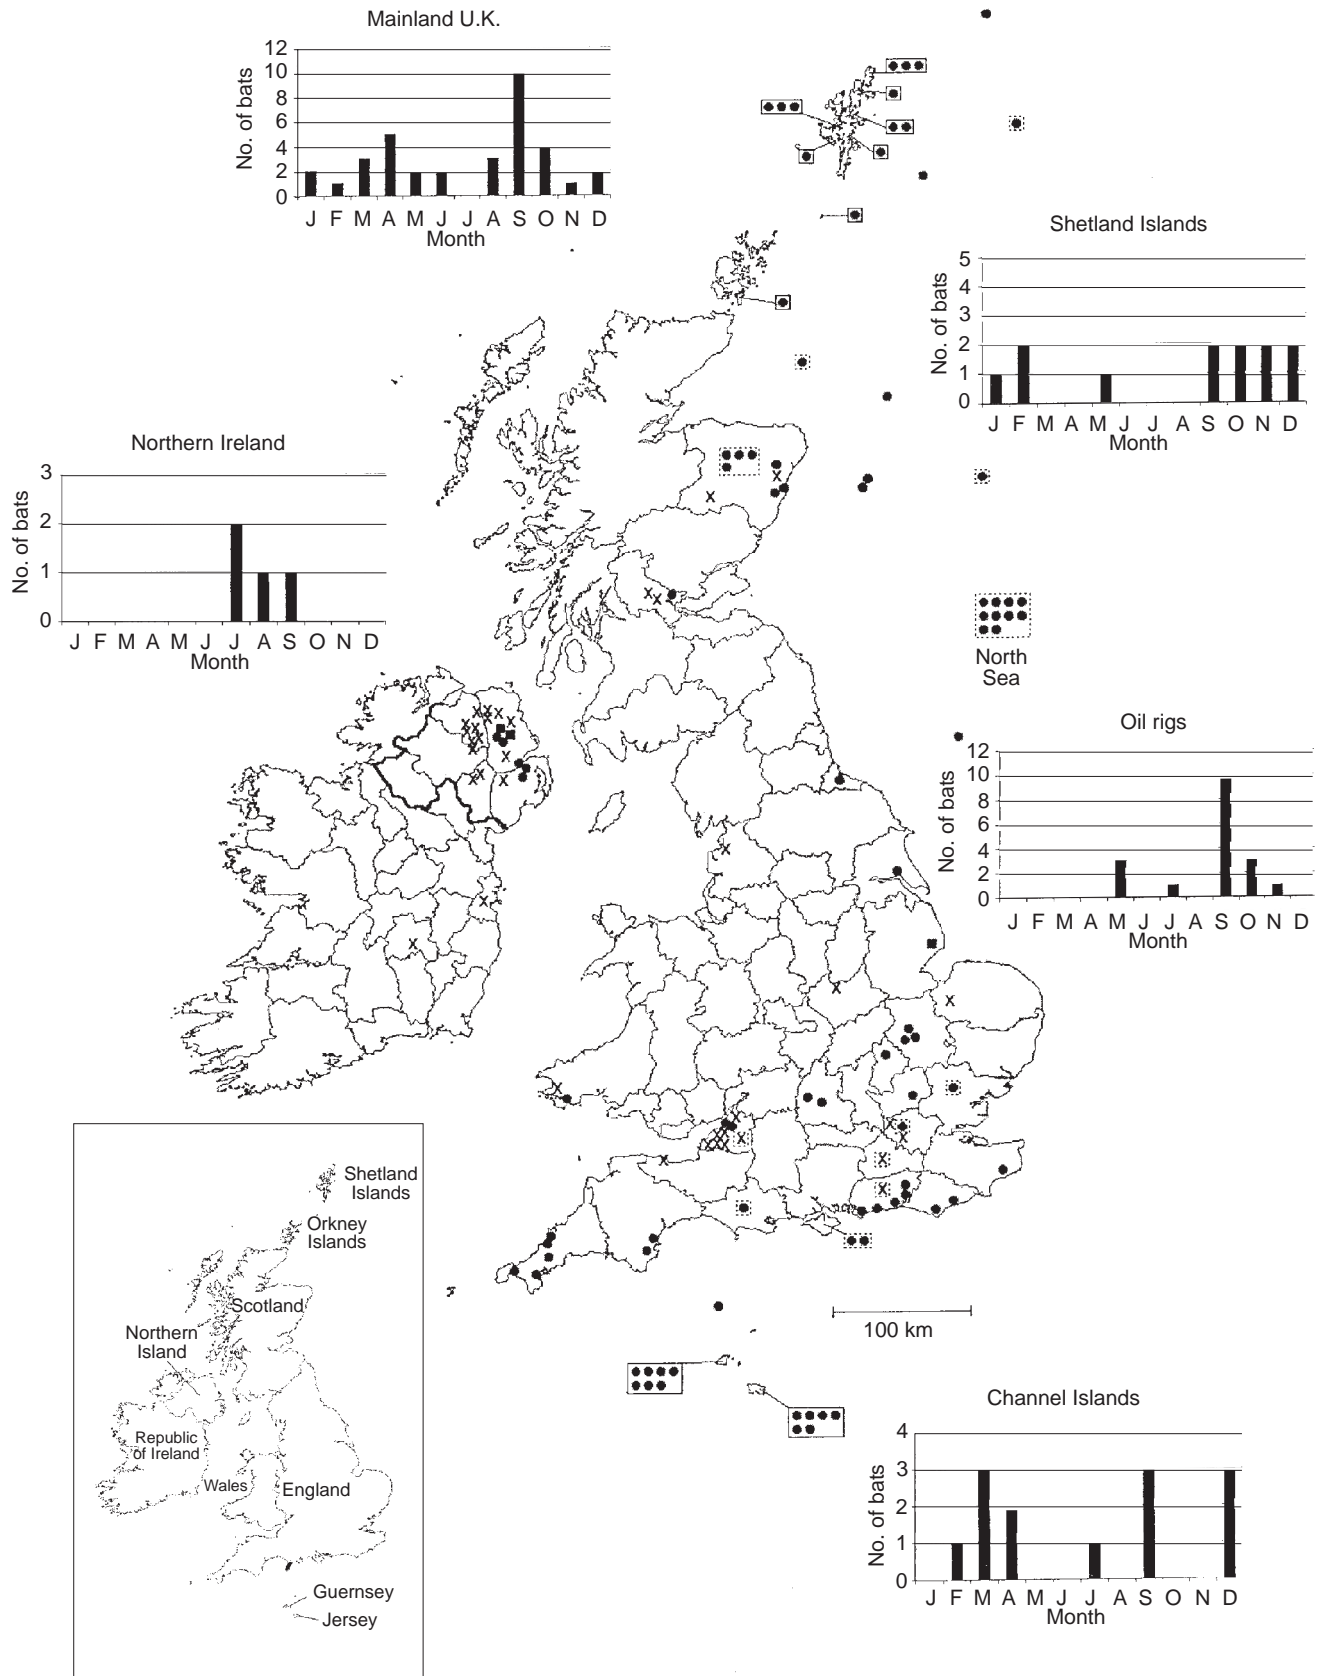 Mainland U.K.
12
10
8
6
4
2
0
No. of bats
J F M A M J J A S O N D
Month
Shetland Islands
5
4
3
2
1
0
No. of bats
J F M A M J J A S O N D
Month
Northern Ireland
3
2
1
0
No. of bats
J F M A M J J A S O N D
Month
North
Sea
Oil rigs
12
10
8
6
4
2
0
No. of bats
J F M A M J J A S O N D
Month
100 km
Channel Islands
4
3
2
1
0
No. of bats
J F M A M J J A S O N D
Month
Shetland
Islands
Orkney
Islands
Scotland
Northern
Island
Republic
of Ireland
Wales
England
Guernsey
Jersey